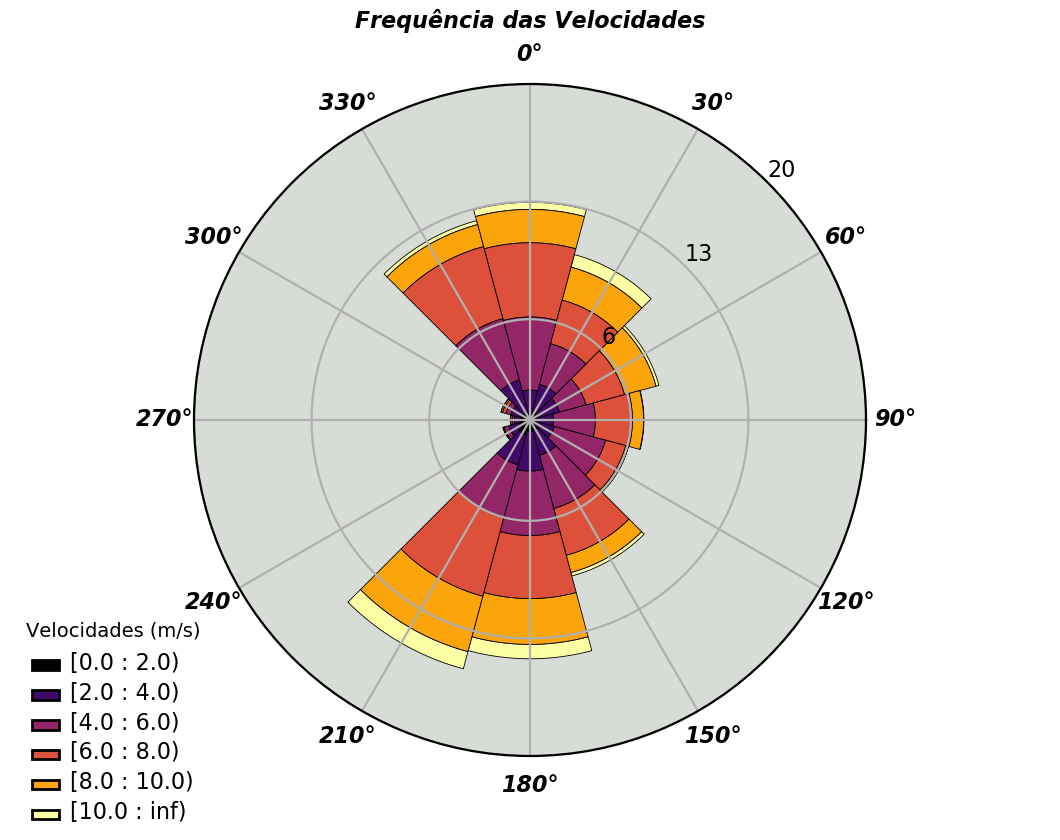 Frequência das Velocidades
0°
330°
30°
20
300°
60°
13
6
270°
90°
240°
120°
210°
150°
180°
Velocidades (m/s)
[0.0 : 2.0)
[2.0 : 4.0)
[4.0 : 6.0)
[6.0 : 8.0)
[8.0 : 10.0)
[10.0 : inf)